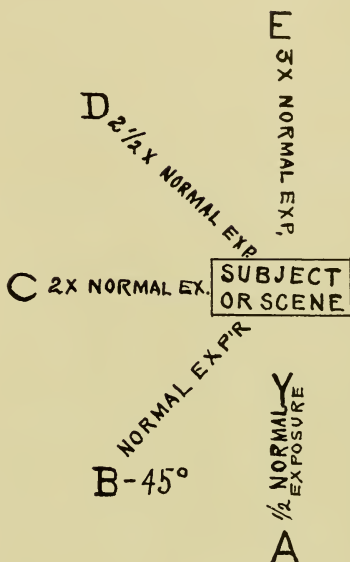 E
3X NORMAL EXP,
D 2½X NORMAL EXP.
C 2X NORMAL EX.
SUBJECT
OR SCENE
NORMAL EXP'R
B-45°
Y
½ NORMAL
EXPOSURE
A